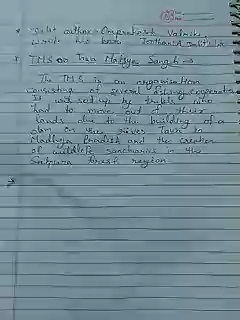 * Dalit author - Omprakash Valmiki,
wrote his book Joothan
* TMS or Tawa Matsya Sangh →
The TMS is an organisation
consisting of several fishing cooperative
It was set up by tribals who
had to move out of their
lands due to the building of a
dam on the river Tawa in
Madhya Pradesh and the creation
of wildlife sanctuaries in the
Satpura forest region